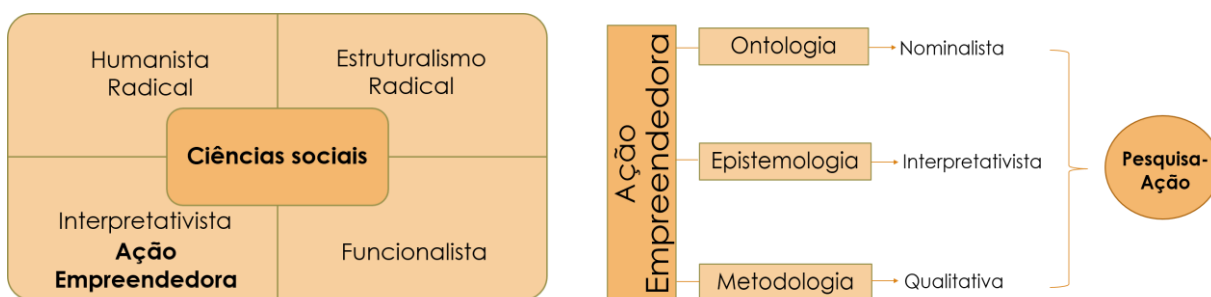 Humanista
Radical
Estruturalismo
Radical
Ciências sociais
Interpretativista
Ação
Empreendedora
Funcionalista
Ação
Empreendedora
Ontologia
Nominalista
Epistemologia
Interpretativista
Metodologia
Qualitativa
Pesquisa-
Ação